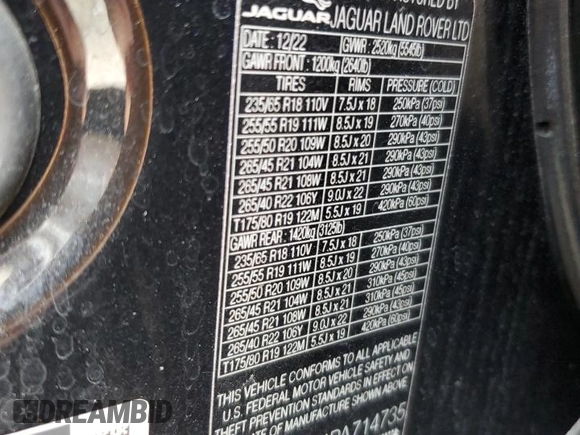 JAGUAR JAGUAR LAND ROVER LTD
DATE: 12/22 GVWR: 2520kg (5545lb)
GAWR FRONT: 1200kg (2640lb)
TIRES RIMS PRESSURE (COLD)
235/65 R18 110V 7.5J x 18 250kPa (37psi)
255/55 R19 111W 8.5J x 19 270kPa (40psi)
255/50 R20 109W 8.5J x 20 290kPa (43psi)
265/45 R21 104W 8.5J x 21 290kPa (43psi)
265/45 R21 108W 8.5J x 21 290kPa (43psi)
265/40 R22 106Y 9.0J x 22 290kPa (43psi)
T175/80 R19 122M 5.5J x 19 420kPa (60psi)
GAWR REAR: 1420kg (3125lb)
235/65 R18 110V 7.5J x 18 250kPa (37psi)
255/55 R19 111W 8.5J x 19 270kPa (40psi)
255/50 R20 109W 8.5J x 20 290kPa (43psi)
265/45 R21 104W 8.5J x 21 310kPa (45psi)
265/45 R21 108W 8.5J x 21 310kPa (45psi)
265/40 R22 106Y 9.0J x 22 290kPa (43psi)
T175/80 R19 122M 5.5J x 19 420kPa (60psi)
THIS VEHICLE CONFORMS TO ALL APPLICABLE
U.S. FEDERAL MOTOR VEHICLE SAFETY AND
THEFT PREVENTION STANDARDS IN EFFECT
DATE OF MANUFACTURE SHOWN ABOVE
A714735
DREAMBID